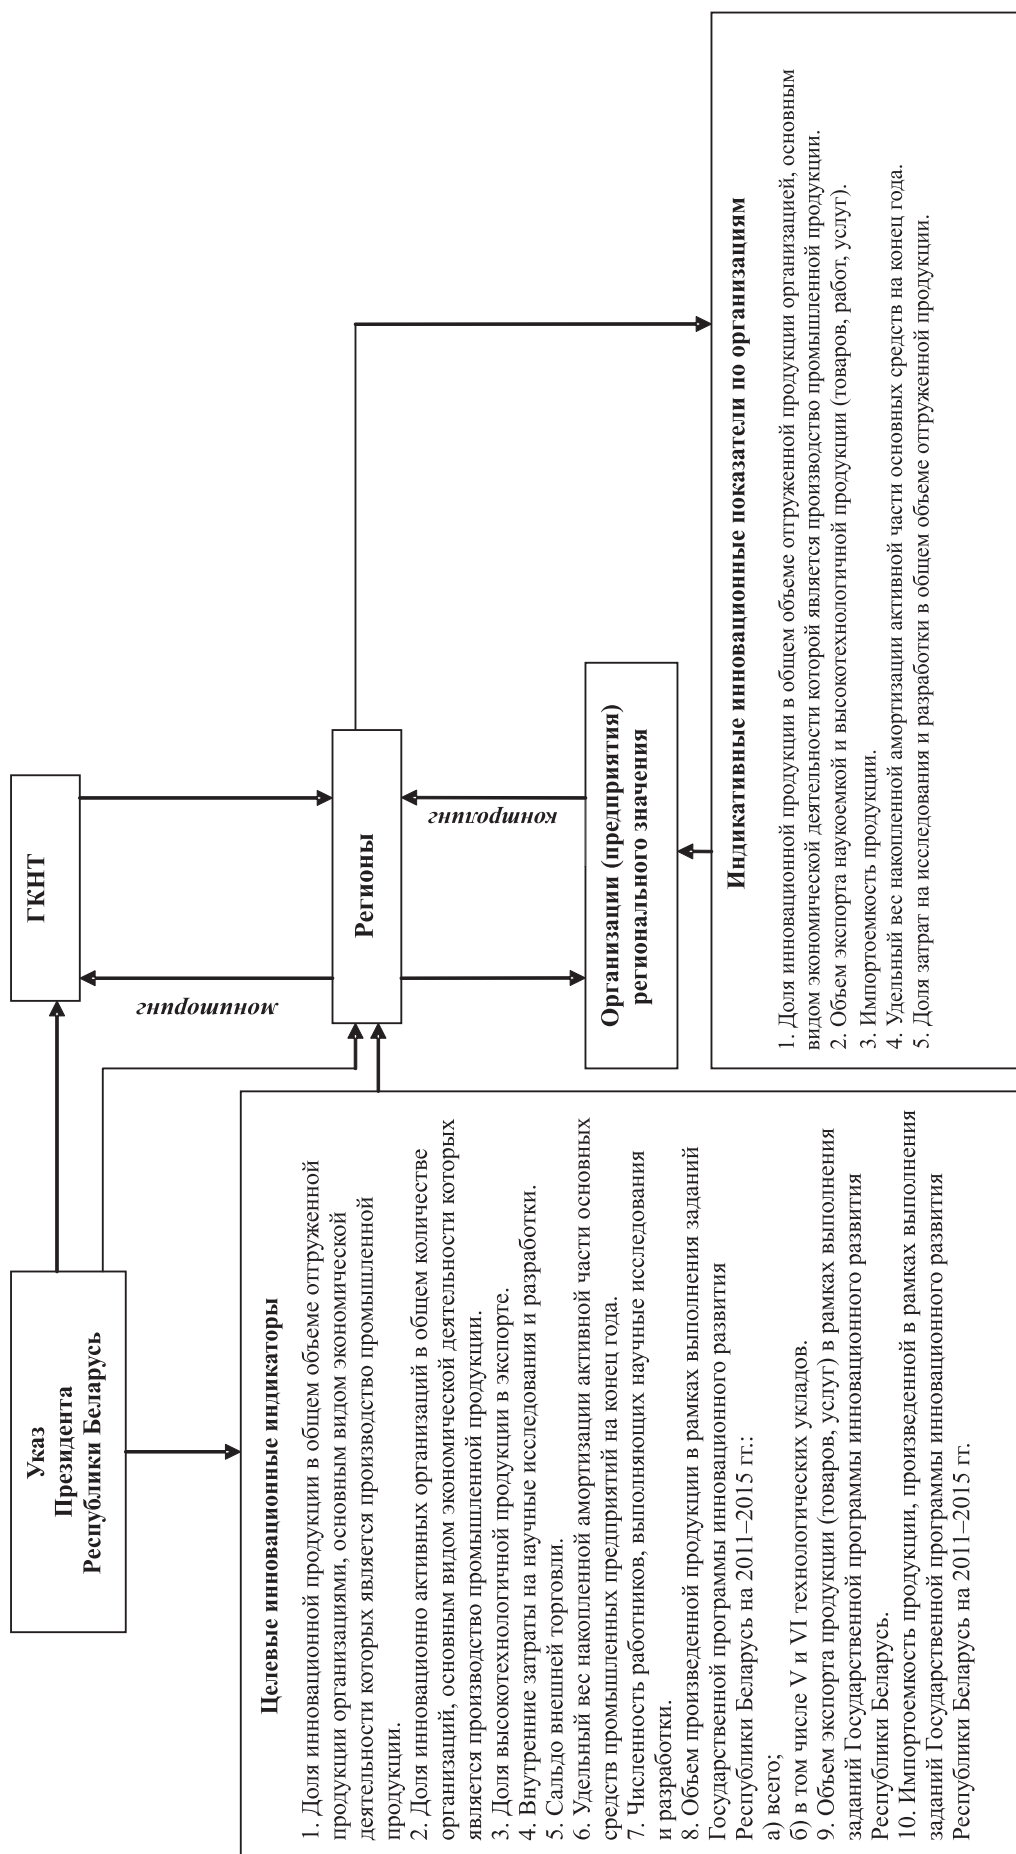 Указ
Президента
Республики Беларусь
ГКНТ
мониторинг
Регионы
контролинг
Организации (предприятия)
регионального значения
Целевые инновационные индикаторы
1. Доля инновационной продукции в общем объеме отгруженной
продукции организациями, основным видом экономической
деятельности которых является производство промышленной
продукции.
2. Доля инновационно активных организаций в общем количестве
организаций, основным видом экономической деятельности которых
является производство промышленной продукции.
3. Доля высокотехнологичной продукции в экспорте.
4. Внутренние затраты на научные исследования и разработки.
5. Сальдо внешней торговли.
6. Удельный вес накопленной амортизации активной части основных
средств промышленных предприятий на конец года.
7. Численность работников, выполняющих научные исследования
и разработки.
8. Объем произведенной продукции в рамках выполнения заданий
Государственной программы инновационного развития
Республики Беларусь на 2011–2015 гг.:
а) всего;
б) в том числе V и VI технологических укладов.
9. Объем экспорта продукции (товаров, услуг) в рамках выполнения
заданий Государственной программы инновационного развития
Республики Беларусь.
10. Импортоемкость продукции, произведенной в рамках выполнения
заданий Государственной программы инновационного развития
Республики Беларусь на 2011–2015 гг.
Индикативные инновационные показатели по организациям
1. Доля инновационной продукции в общем объеме отгруженной продукции организацией, основным
видом экономической деятельности которой является производство промышленной продукции.
2. Объем экспорта наукоемкой и высокотехнологичной продукции (товаров, работ, услуг).
3. Импортоемкость продукции.
4. Удельный вес накопленной амортизации активной части основных средств на конец года.
5. Доля затрат на исследования и разработки в общем объеме отгруженной продукции.